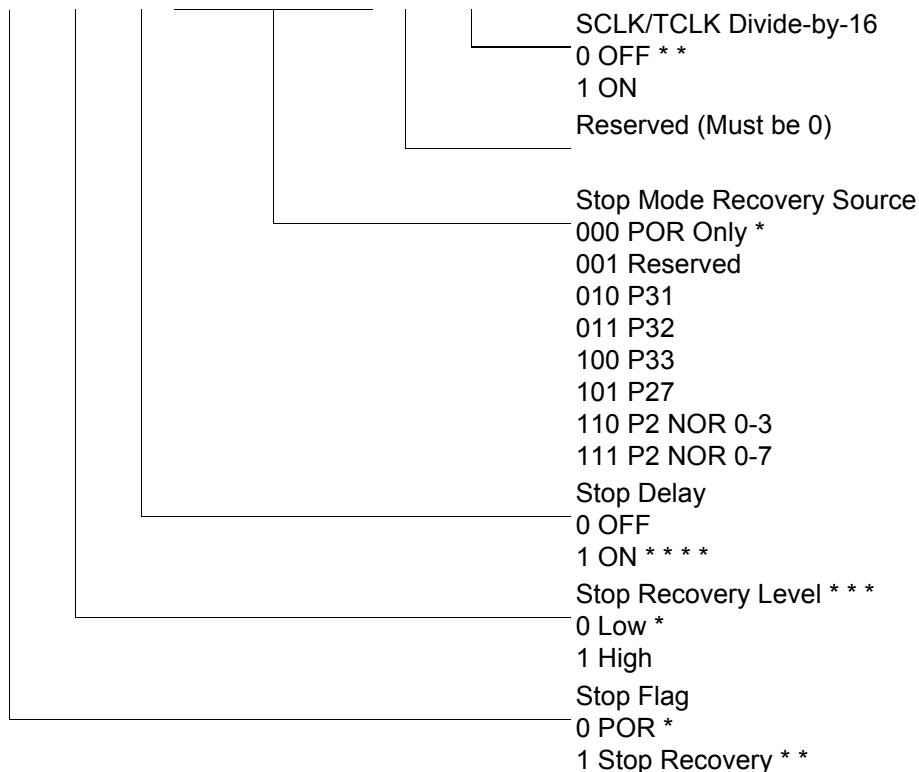 SCLK/TCLK Divide-by-16
0 OFF * *
1 ON
Reserved (Must be 0)
Stop Mode Recovery Source
000 POR Only *
001 Reserved
010 P31
011 P32
100 P33
101 P27
110 P2 NOR 0-3
111 P2 NOR 0-7
Stop Delay
0 OFF
1 ON * * * *
Stop Recovery Level * * *
0 Low *
1 High
Stop Flag
0 POR *
1 Stop Recovery * *